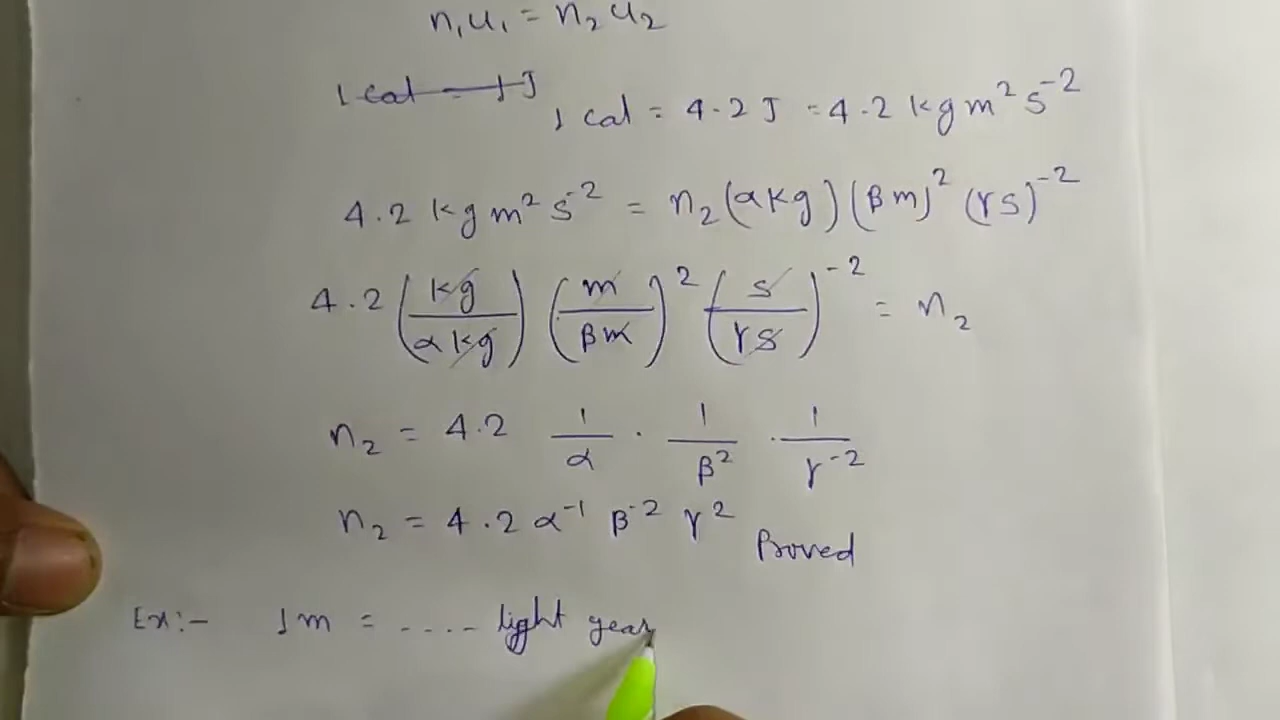 n₁u₁ = n₂u₂
1 cal = 1 J
1 cal = 4.2 J = 4.2 kg m² s⁻²
4.2 kg m² s⁻² = n₂ (α kg) (β m)² (γ s)⁻²
4.2 (kg / α kg) (m / β m)² (s / γ s)⁻² = n₂
n₂ = 4.2 1/α · 1/β² · 1/γ⁻²
n₂ = 4.2 α⁻¹ β⁻² γ²
Proved
Ex:- 1 m = .... light year